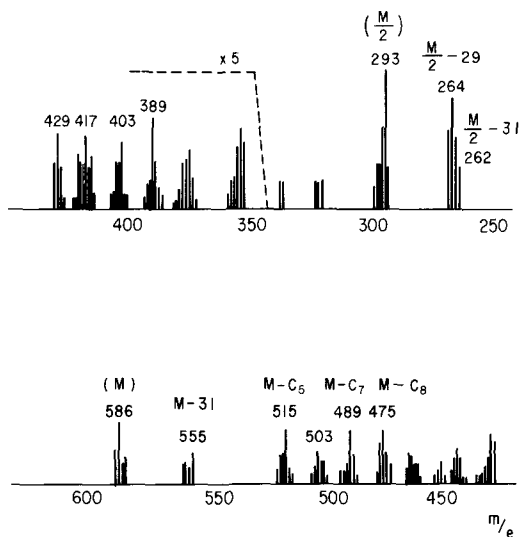 (M/2)
x 5
293
M/2 – 29
389
264
429 417 403
M/2 – 31
262
400 350 300 250
(M)
M – C5 M – C7 M – C8
586
M – 31
515 489 475
555
503
600 550 500 450
m/e